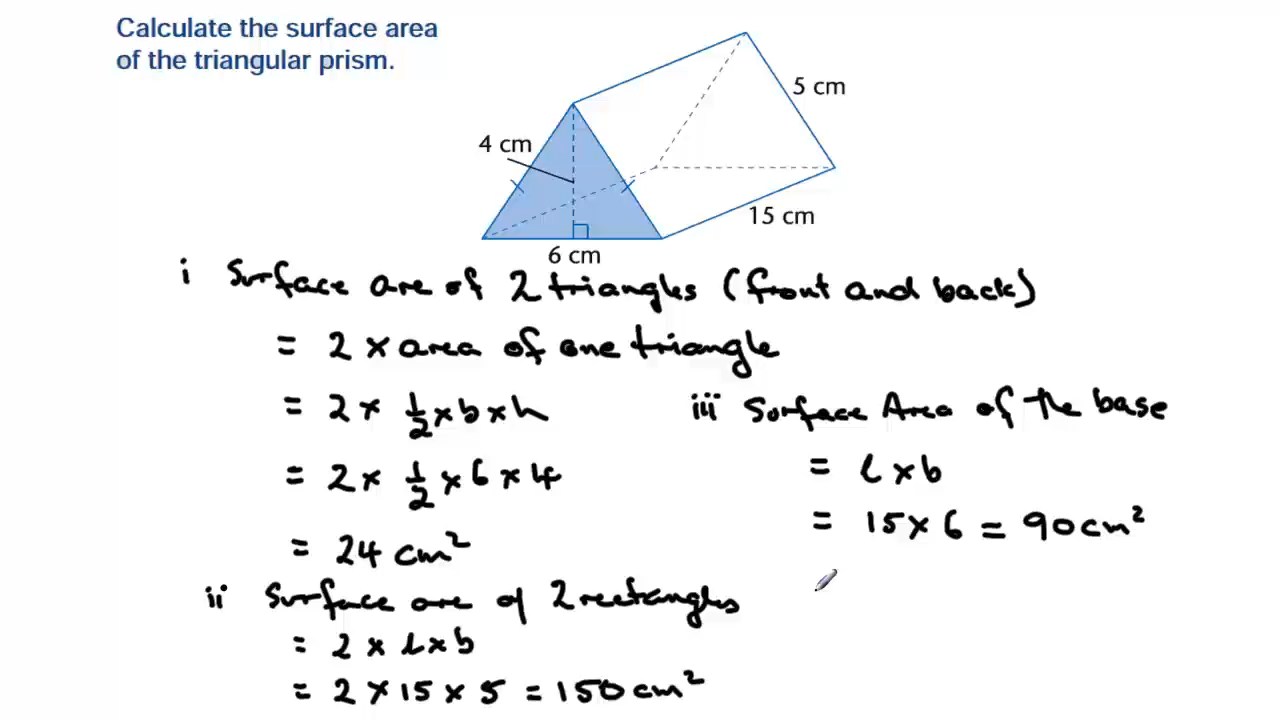 Calculate the surface area
of the triangular prism.
5 cm
4 cm
15 cm
6 cm
i Surface are of 2 triangles (front and back)
= 2 × area of one triangle
= 2 × 1/2 × b × h
= 2 × 1/2 × 6 × 4
= 24 cm²
ii Surface are of 2 rectangles
= 2 × l × b
= 2 × 15 × 5 = 150 cm²
iii Surface Area of the base
= l × b
= 15 × 6 = 90 cm²